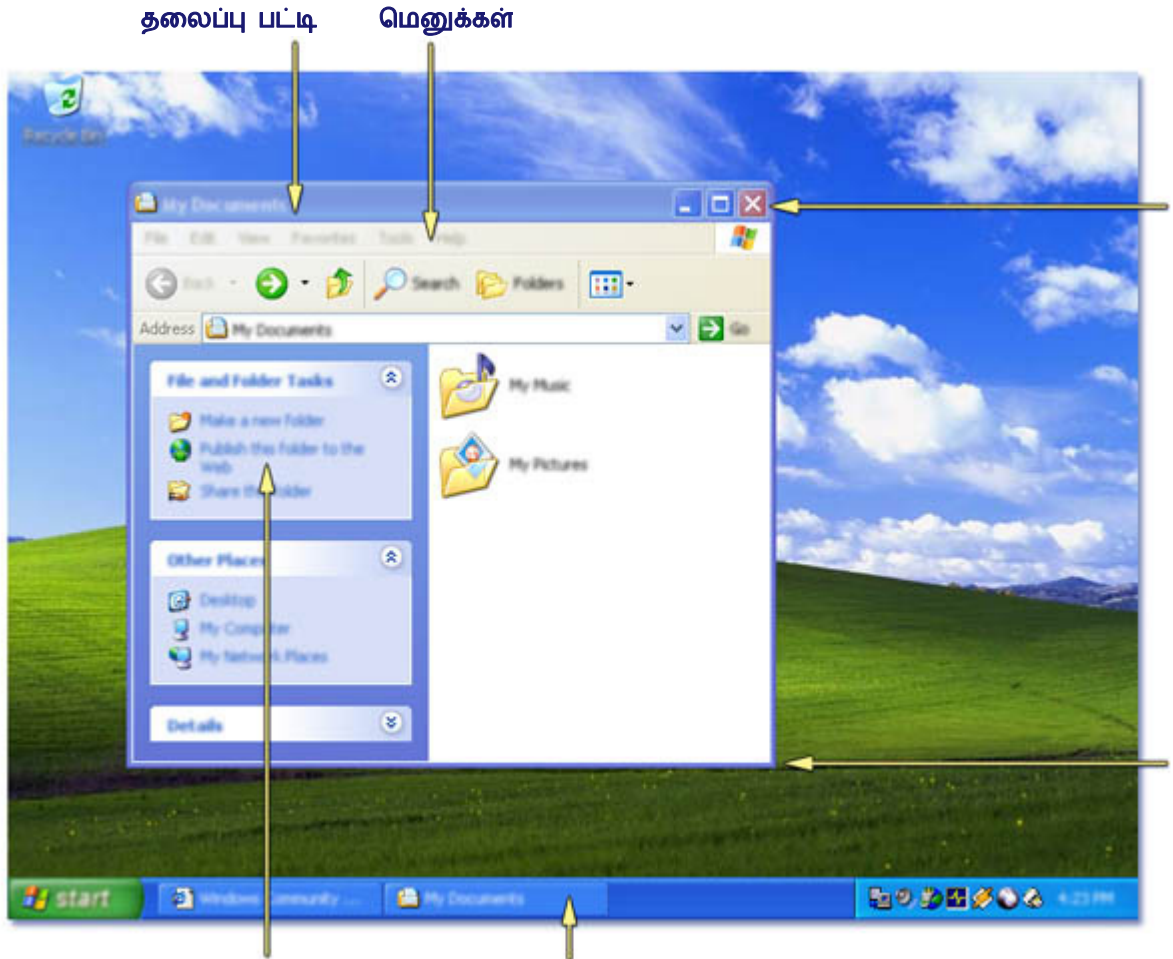 தலைப்பு பட்டி மெனுக்கள்
Recycle Bin
My Documents
File Edit View Favorites Tools Help
Back Search Folders
Address My Documents Go
File and Folder Tasks
Make a new folder
Publish this folder to the
Web
Share this folder
My Music
My Pictures
Other Places
Desktop
My Computer
My Network Places
Details
start Windows Community ... My Documents 4:23 PM